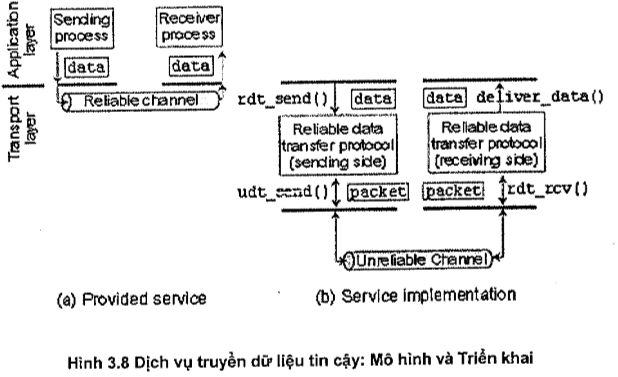 Application
layer
Transport
layer
Sending
process
Receiver
process
data
data
Reliable channel
rdt_send()
data
data
deliver_data()
Reliable data
transfer protocol
(sending side)
Reliable data
transfer protocol
(receiving side)
udt_send()
packet
packet
rdt_rcv()
Unreliable Channel
(a) Provided service
(b) Service implementation
Hình 3.8 Dịch vụ truyền dữ liệu tin cậy: Mô hình và Triển khai